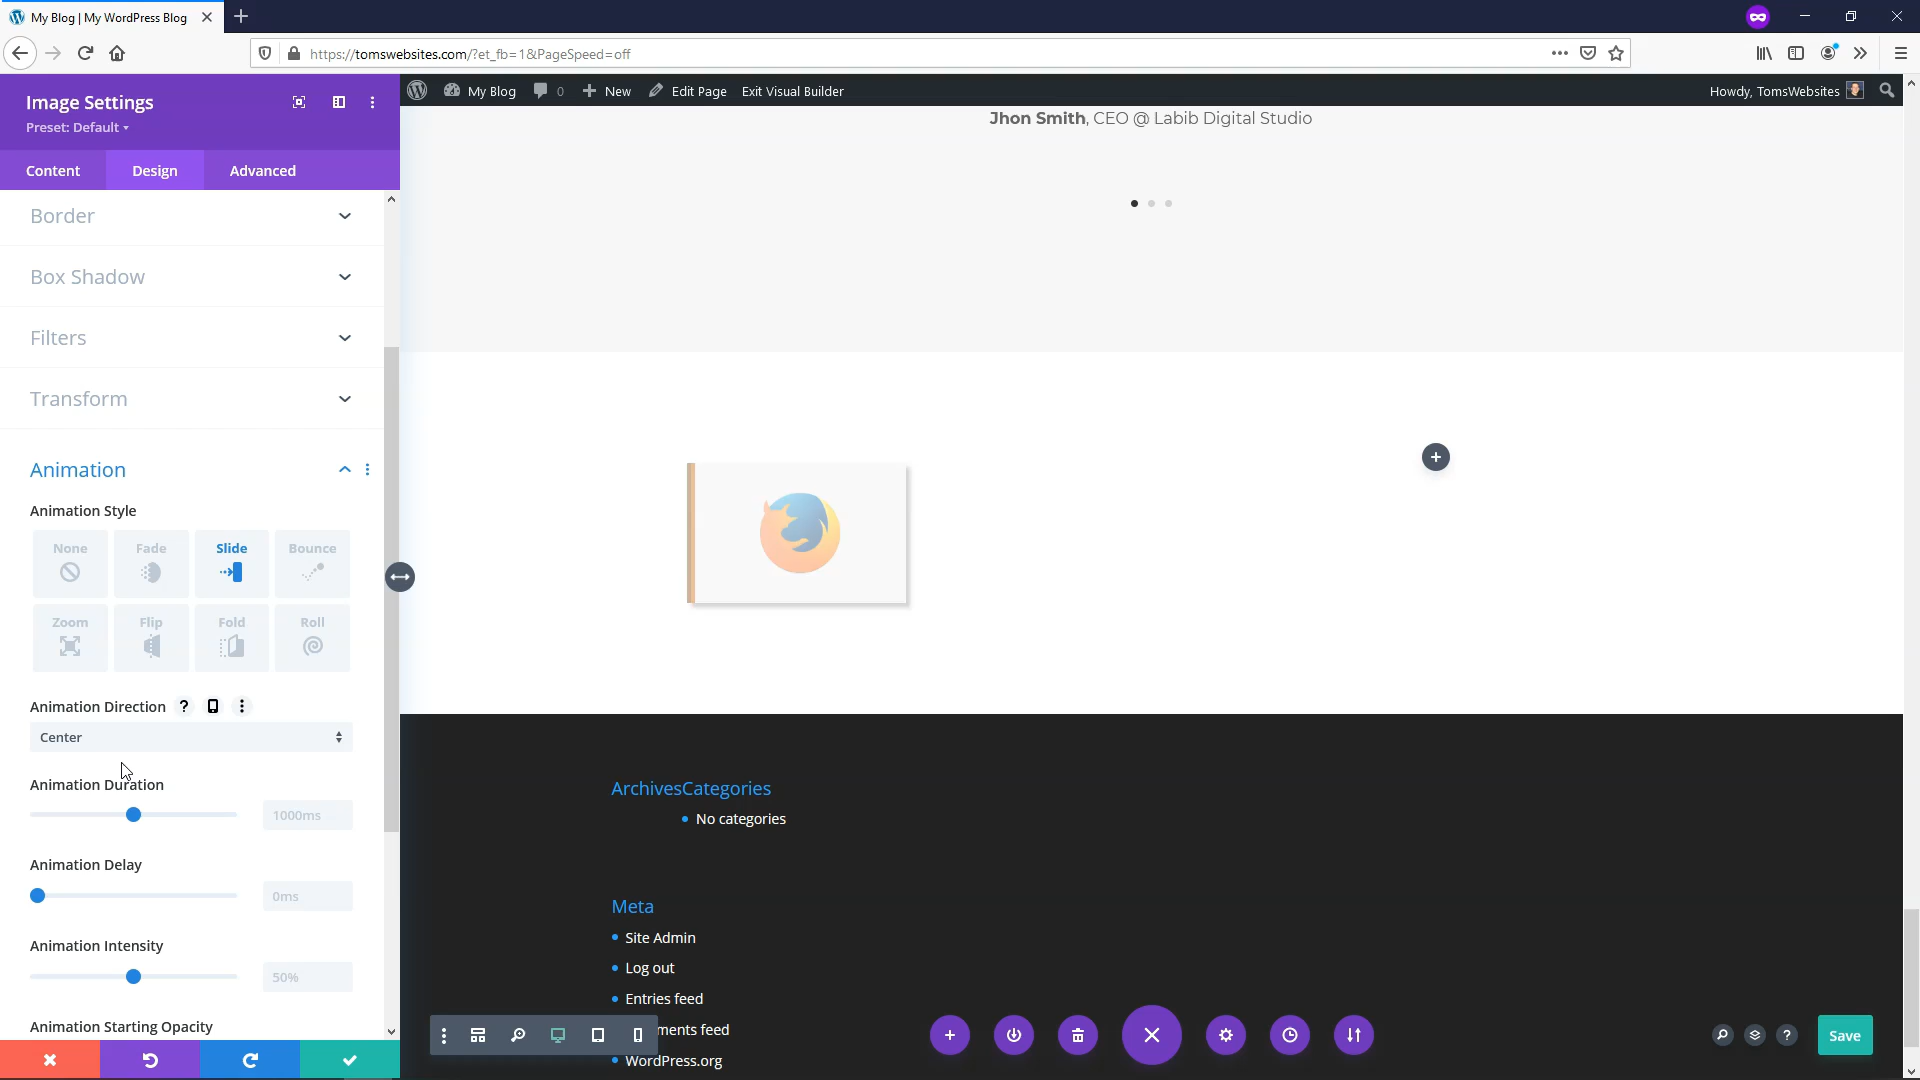 My Blog | My WordPress Blog
https://tomswebsites.com/?et_fb=1&PageSpeed=off
Image Settings
Preset: Default
Content
Design
Advanced
My Blog
0
New
Edit Page
Exit Visual Builder
Howdy, TomsWebsites
Jhon Smith, CEO @ Labib Digital Studio
Border
Box Shadow
Filters
Transform
Animation
Animation Style
None
Fade
Slide
Bounce
Zoom
Flip
Fold
Roll
Animation Direction ?
Center
Animation Duration
1000ms
Animation Delay
0ms
Animation Intensity
50%
Animation Starting Opacity
ArchivesCategories
No categories
Meta
Site Admin
Log out
Entries feed
ments feed
WordPress.org
?
Save